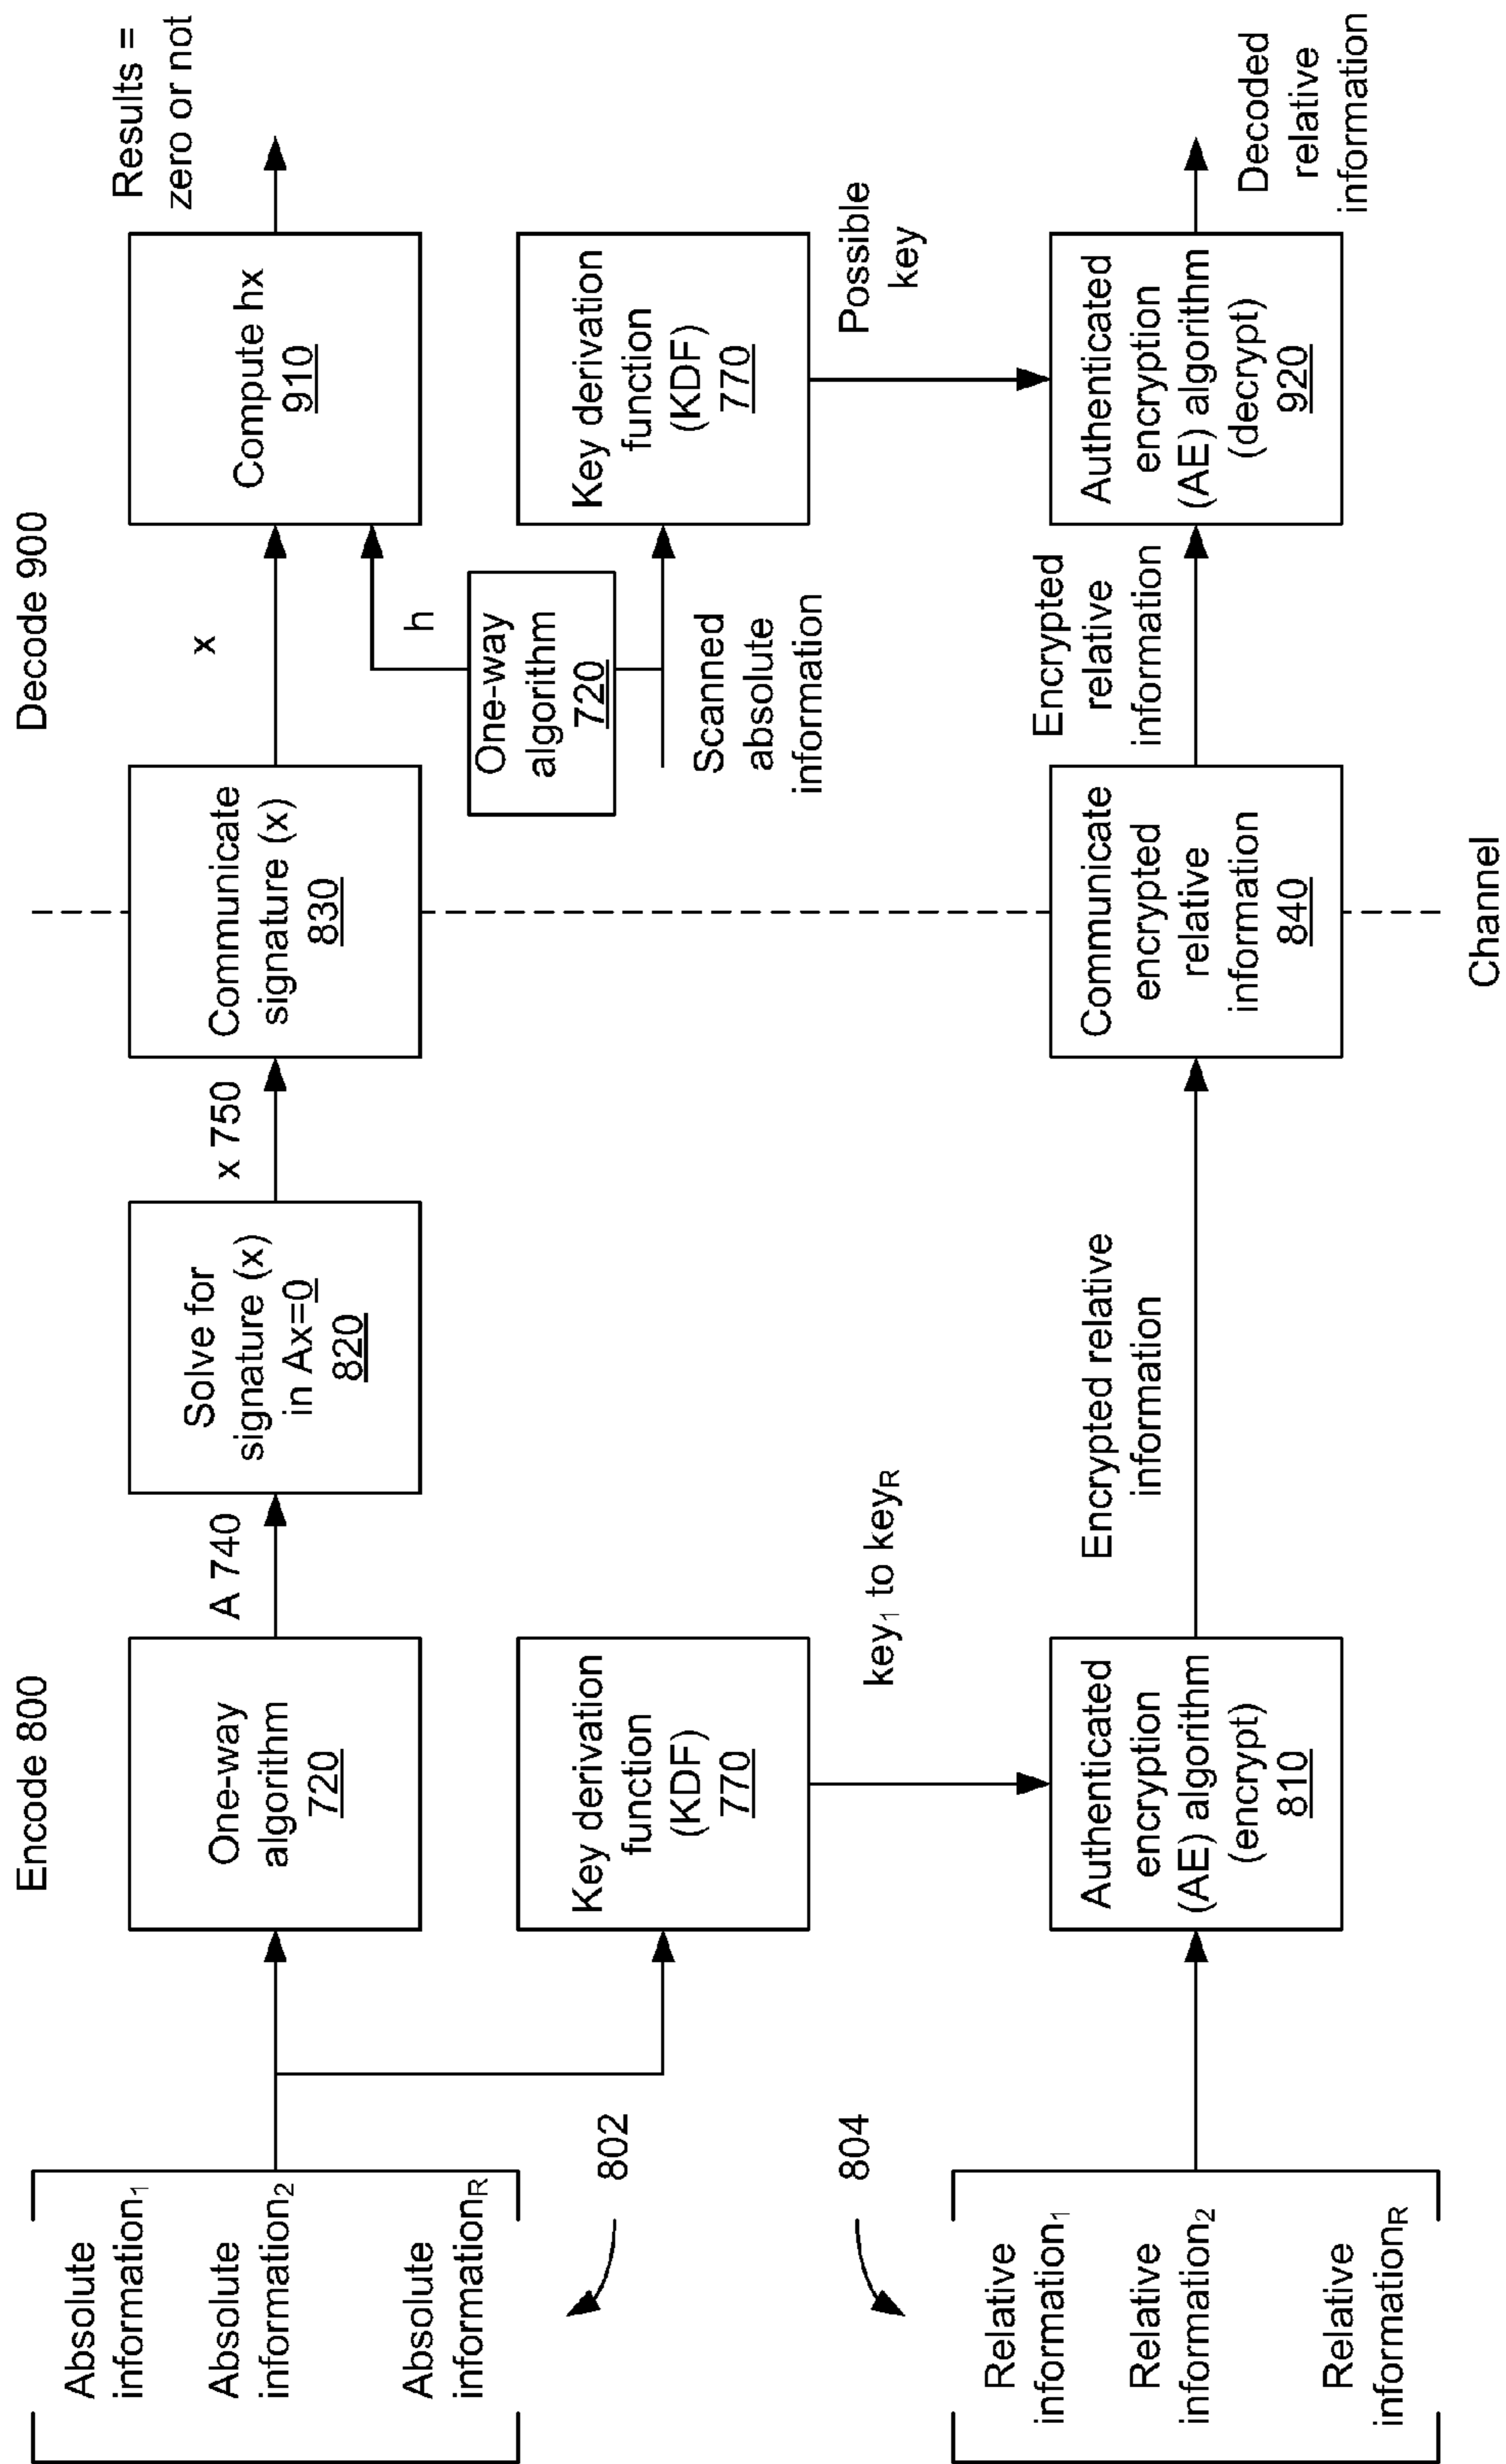 Encode 800
Decode 900
Absolute
information₁
Absolute
information₂
Absolute
informationR
802
One-way
algorithm
720
A 740
Solve for
signature (x)
in Ax=0
820
x 750
Communicate
signature (x)
830
x
Compute hx
910
Results =
zero or not
Key derivation
function
(KDF)
770
h
One-way
algorithm
720
Scanned
absolute
information
Key derivation
function
(KDF)
770
key₁ to keyR
Possible
key
804
Relative
information₁
Relative
information₂
Relative
informationR
Authenticated
encryption
(AE) algorithm
(encrypt)
810
Encrypted relative
information
Communicate
encrypted
relative
information
840
Encrypted
relative
information
Authenticated
encryption
(AE) algorithm
(decrypt)
920
Decoded
relative
information
Channel